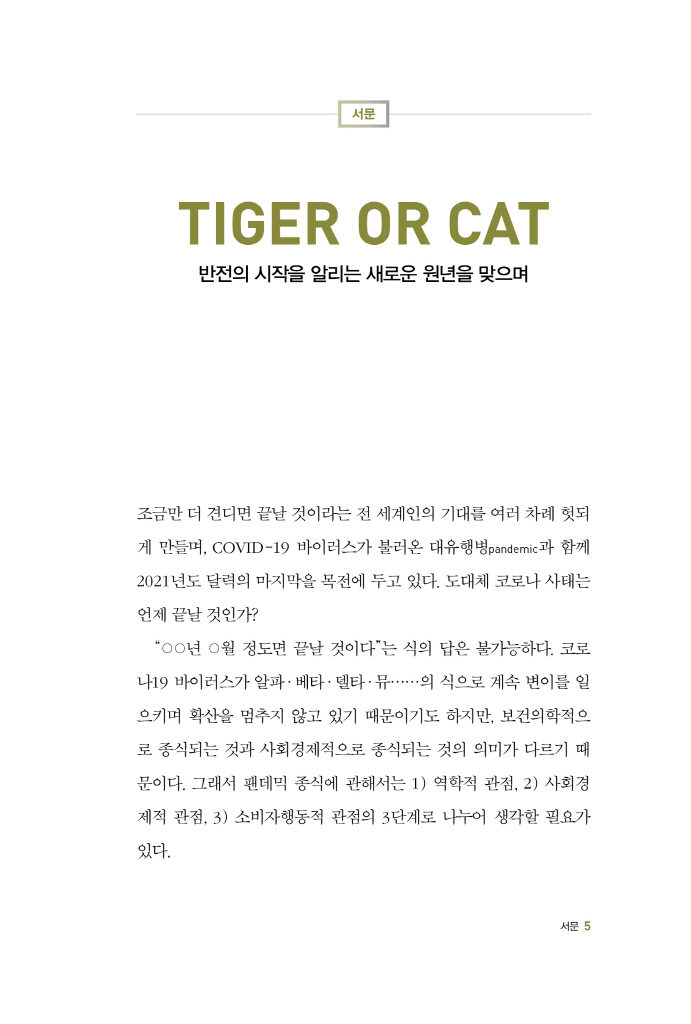 서문
TIGER OR CAT
반전의 시작을 알리는 새로운 원년을 맞으며
조금만 더 견디면 끝날 것이라는 전 세계인의 기대를 여러 차례 헛되
게 만들며, COVID-19 바이러스가 불러온 대유행병pandemic과 함께
2021년도 달력의 마지막을 목전에 두고 있다. 도대체 코로나 사태는
언제 끝날 것인가?
“○○년 ○월 정도면 끝날 것이다”는 식의 답은 불가능하다. 코로
나19 바이러스가 알파·베타·델타·뮤……의 식으로 계속 변이를 일
으키며 확산을 멈추지 않고 있기 때문이기도 하지만, 보건의학적으
로 종식되는 것과 사회경제적으로 종식되는 것의 의미가 다르기 때
문이다. 그래서 팬데믹 종식에 관해서는 1) 역학적 관점, 2) 사회경
제적 관점, 3) 소비자행동적 관점의 3단계로 나누어 생각할 필요가
있다.
서문 5